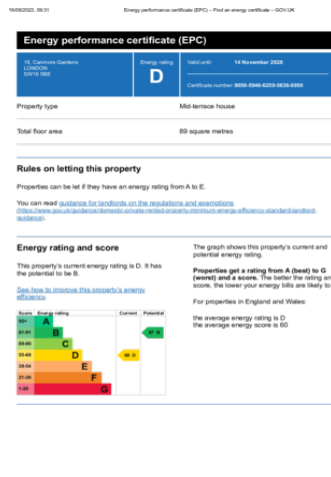 16/08/2023, 09:31 Energy performance certificate (EPC) – Find an energy certificate – GOV.UK
Energy performance certificate (EPC)
Canmore Gardens
LONDON
SW16 5BE
Energy rating
D
Valid until: 14 November
Certificate number:
Property type Mid-terrace house
Total floor area 89 square metres
Rules on letting this property
Properties can be let if they have an energy rating from A to E.
You can read guidance for landlords on the regulations and exemptions
(https://www.gov.uk/guidance/domestic-private-rented-property-minimum-energy-efficiency-standard-landlord-
guidance).
Energy rating and score
This property's current energy rating is D. It has
the potential to be B.
See how to improve this property's energy
efficiency.
Score Energy rating Current Potential
92+ A
81-91 B
69-80 C
55-68 D
39-54 E
21-38 F
1-20 G
D
87 B
The graph shows this property's current and
potential energy rating.
Properties get a rating from A (best) to G
(worst) and a score. The better the rating an
score, the lower your energy bills are likely to
For properties in England and Wales:
the average energy rating is D
the average energy score is 60